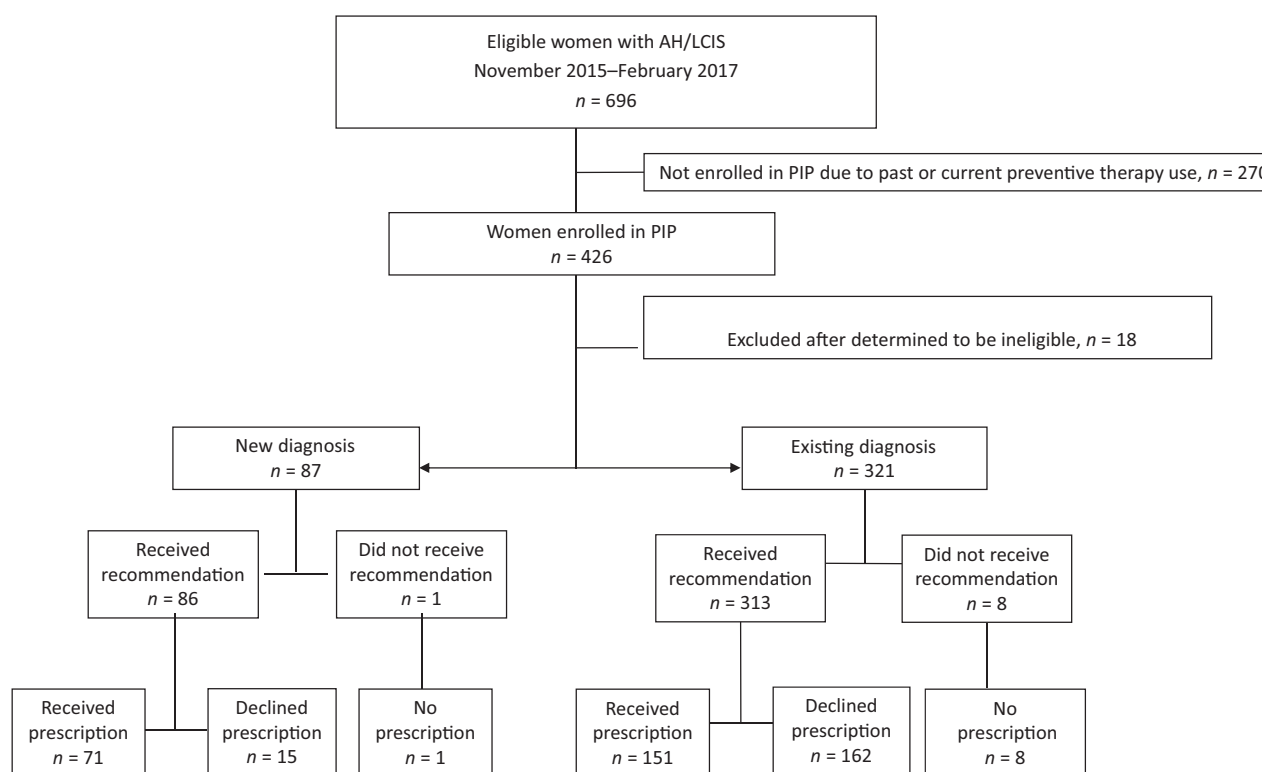 Eligible women with AH/LCIS
November 2015–February 2017
n = 696
Not enrolled in PIP due to past or current preventive therapy use, n = 270
Women enrolled in PIP
n = 426
Excluded after determined to be ineligible, n = 18
New diagnosis
n = 87
Existing diagnosis
n = 321
Received
recommendation
n = 86
Did not receive
recommendation
n = 1
Received
recommendation
n = 313
Did not receive
recommendation
n = 8
Received
prescription
n = 71
Declined
prescription
n = 15
No
prescription
n = 1
Received
prescription
n = 151
Declined
prescription
n = 162
No
prescription
n = 8